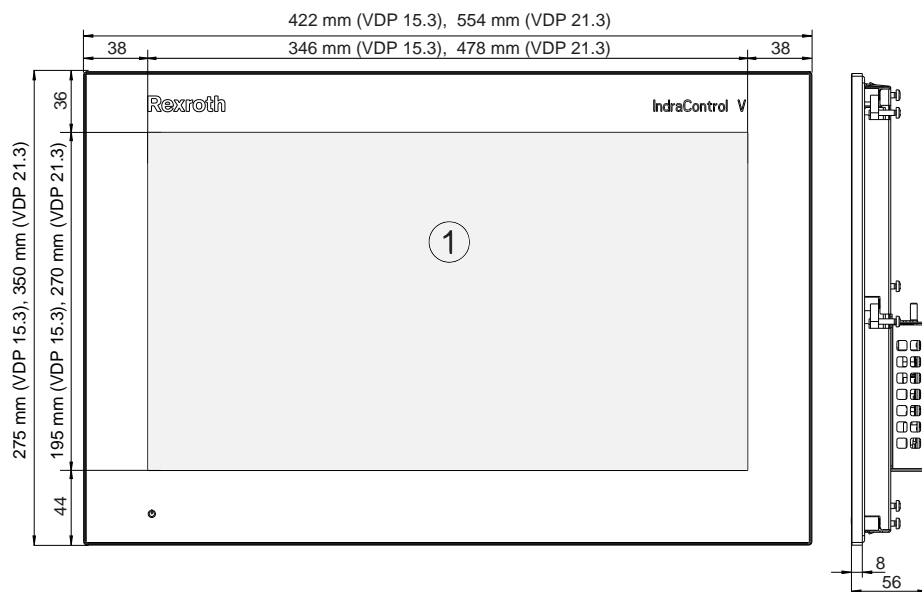 422 mm (VDP 15.3), 554 mm (VDP 21.3)
38
346 mm (VDP 15.3), 478 mm (VDP 21.3)
38
36
Rexroth
IndraControl V
275 mm (VDP 15.3), 350 mm (VDP 21.3)
195 mm (VDP 15.3), 270 mm (VDP 21.3)
1
44
8
56